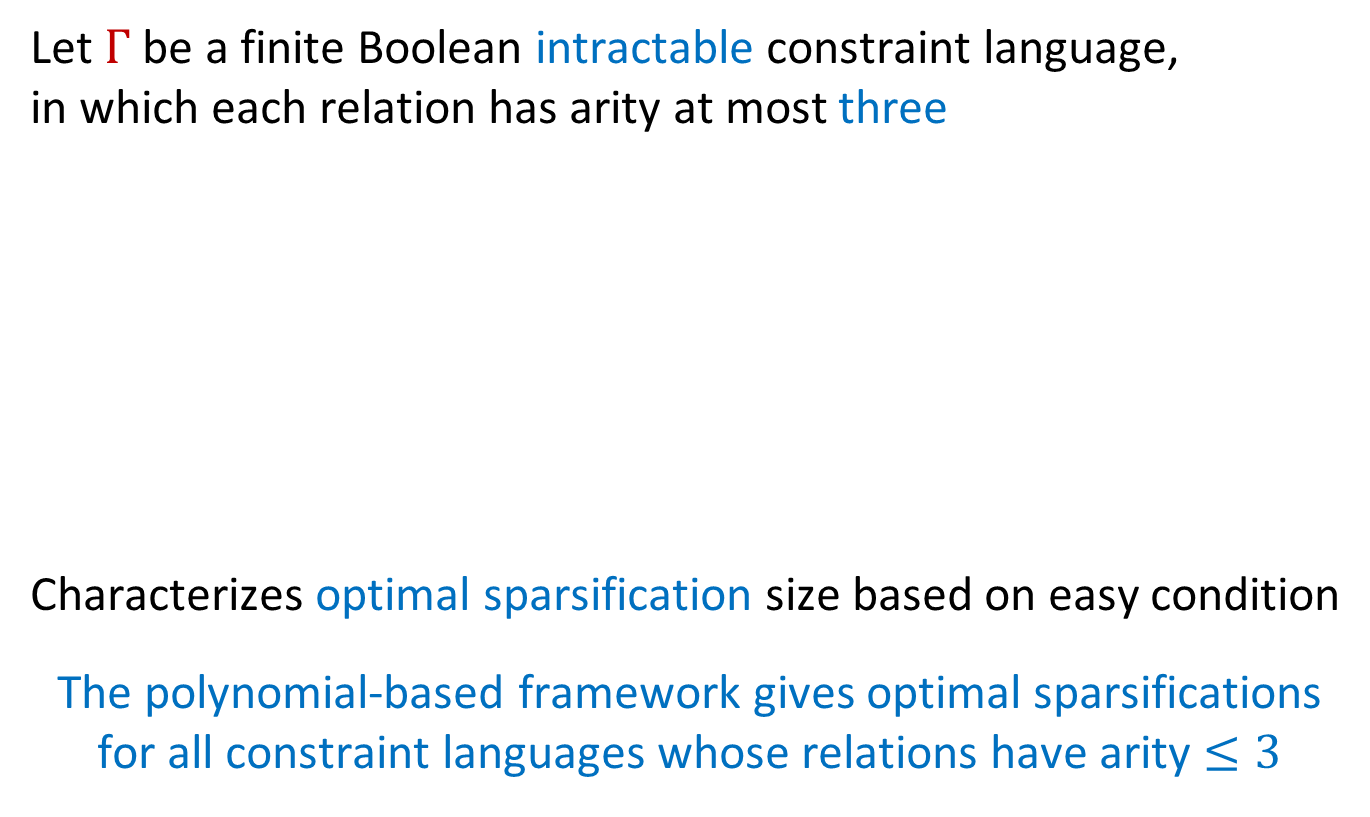 Let Γ be a finite Boolean intractable constraint language,
in which each relation has arity at most three
Characterizes optimal sparsification size based on easy condition
The polynomial-based framework gives optimal sparsifications
for all constraint languages whose relations have arity ≤ 3